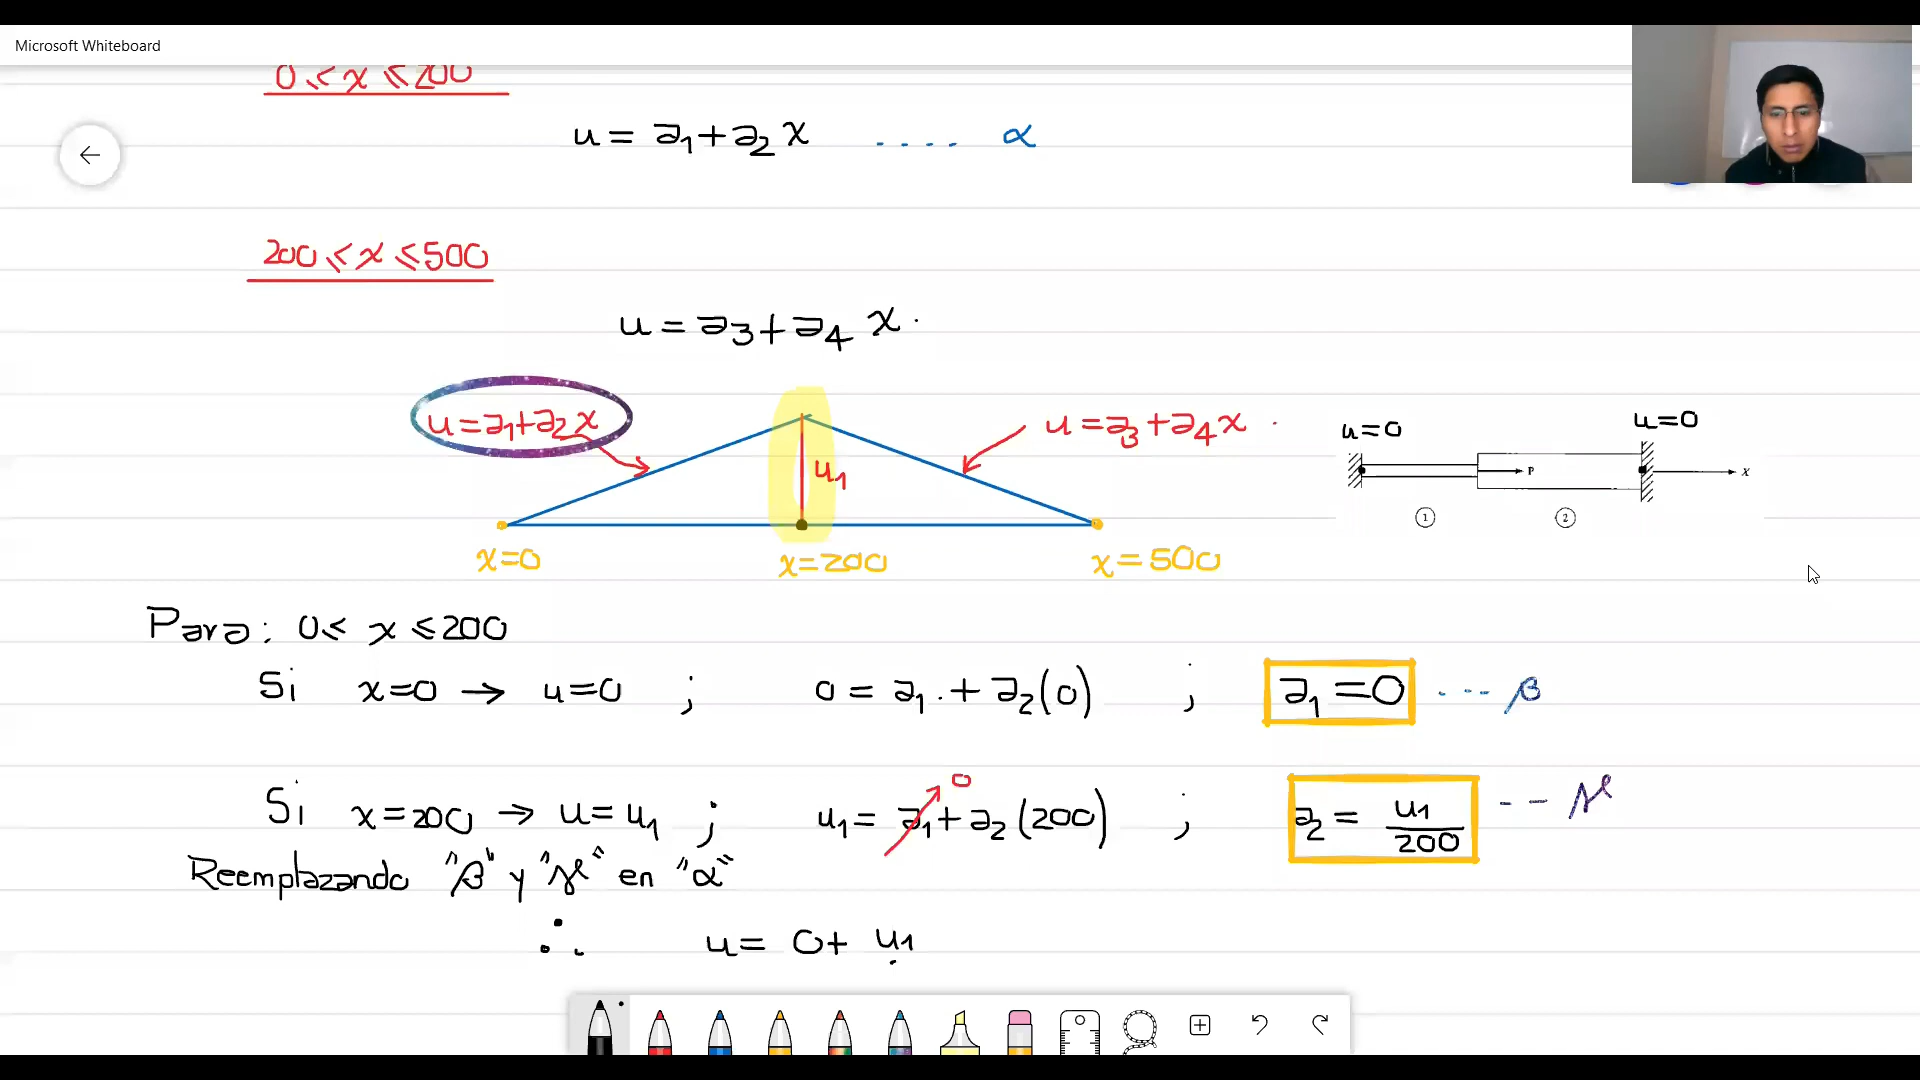 Microsoft Whiteboard
0 ≤ x ≤ 200
u = a1 + a2 x .... α
200 ≤ x ≤ 500
u = a3 + a4 x .
u = a1 + a2 x
u = a3 + a4 x .
u1
x=0
x=200
x=500
u=0
u=0
P
x
1
2
Para: 0 ≤ x ≤ 200
Si x=0 → u=0 ; 0 = a1 . + a2 (0) ; a1 = 0 ... β
Si x=200 → u = u1 ; u1 = a1 + a2 (200) ; a2 = u1/200 -- γ
0
Reemplazando "β" y "γ" en "α"
∴ u = 0 + u1